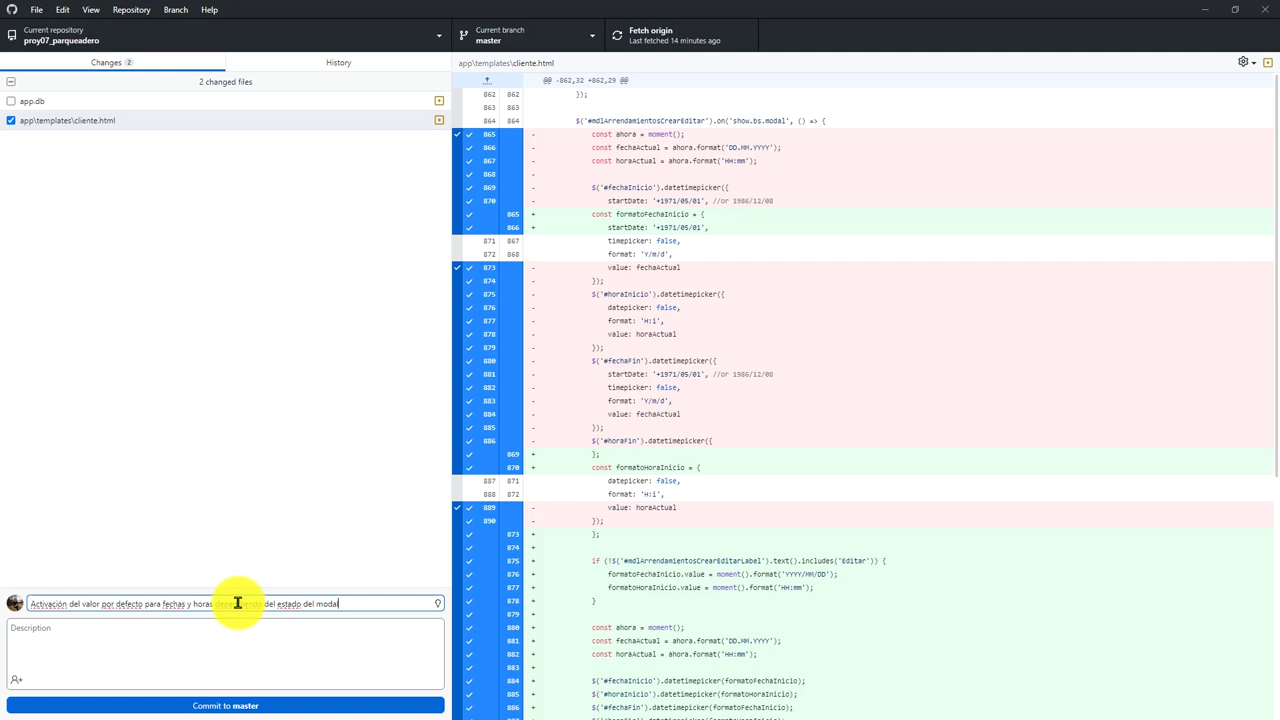 File Edit View Repository Branch Help
Current repository
proy07_parqueadero
Current branch
master
Fetch origin
Last fetched 14 minutes ago
Changes 2
History
2 changed files
app.db
app\templates\cliente.html
Activación del valor por defecto para fechas y horas dependiendo del estado del modal
Description
Commit to master
app\templates\cliente.html
@@ -862,32 +862,29 @@
862 862 });
863 863
864 864 $('#mdlArrendamientosCrearEditar').on('show.bs.modal', () => {
865 - const ahora = moment();
866 - const fechaActual = ahora.format('DD.MM.YYYY');
867 - const horaActual = ahora.format('HH:mm');
868 -
869 - $('#fechaInicio').datetimepicker({
870 - startDate: '+1971/05/01', //or 1986/12/08
865 + const formatoFechaInicio = {
866 + startDate: '+1971/05/01',
871 867 timepicker: false,
872 868 format: 'Y/m/d',
873 - value: fechaActual
874 - });
875 - $('#horaInicio').datetimepicker({
876 - datepicker: false,
877 - format: 'H:i',
878 - value: horaActual
879 - });
880 - $('#fechaFin').datetimepicker({
881 - startDate: '+1971/05/01', //or 1986/12/08
882 - timepicker: false,
883 - format: 'Y/m/d',
884 - value: fechaActual
885 - });
886 - $('#horaFin').datetimepicker({
869 + };
870 + const formatoHoraInicio = {
887 871 datepicker: false,
888 872 format: 'H:i',
889 - value: horaActual
890 - });
873 + };
874 +
875 + if (!$('#mdlArrendamientosCrearEditarLabel').text().includes('Editar')) {
876 + formatoFechaInicio.value = moment().format('YYYY/MM/DD');
877 + formatoHoraInicio.value = moment().format('HH:mm');
878 + }
879 +
880 + const ahora = moment();
881 + const fechaActual = ahora.format('DD.MM.YYYY');
882 + const horaActual = ahora.format('HH:mm');
883 +
884 + $('#fechaInicio').datetimepicker(formatoFechaInicio);
885 + $('#horaInicio').datetimepicker(formatoHoraInicio);
886 + $('#fechaFin').datetimepicker(formatoFechaInicio);